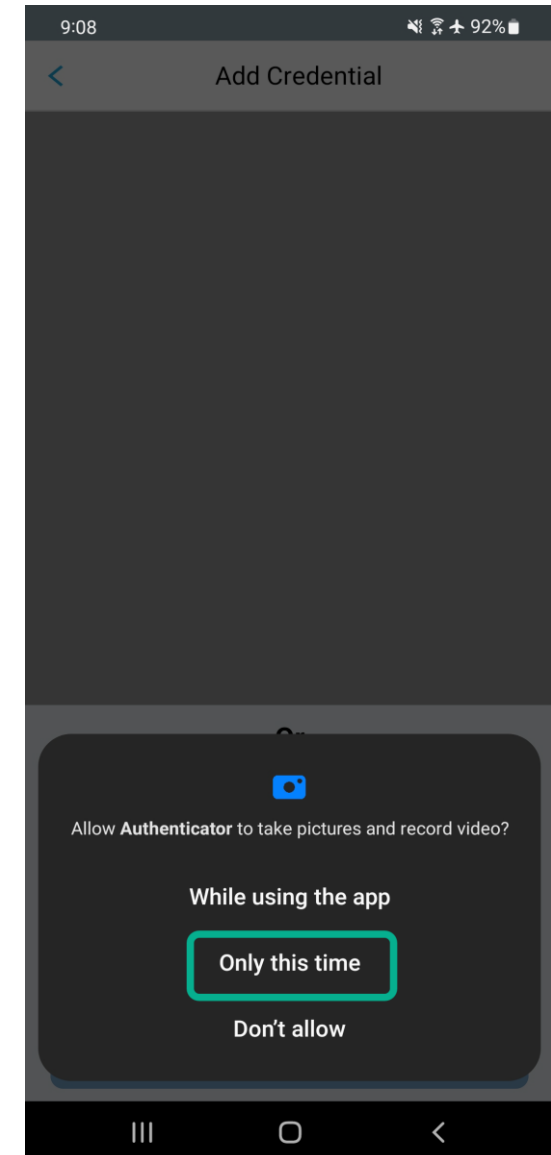 9:08 92%
Add Credential
Or
Allow Authenticator to take pictures and record video?
While using the app
Only this time
Don't allow